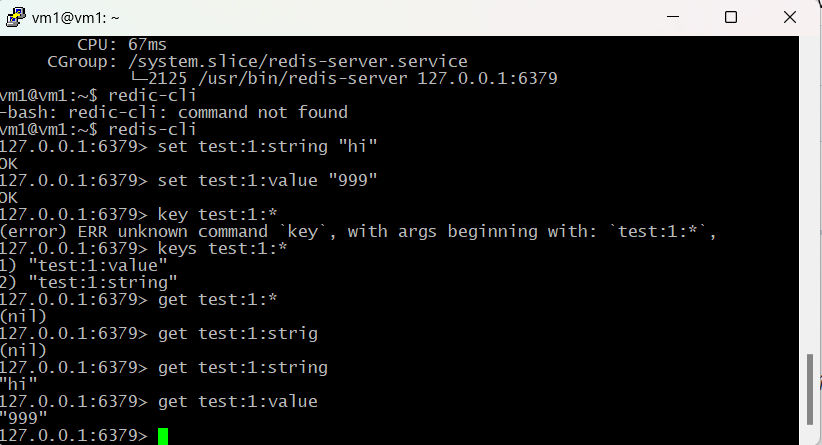 vm1@vm1: ~
CPU: 67ms
CGroup: /system.slice/redis-server.service
└─2125 /usr/bin/redis-server 127.0.0.1:6379
vm1@vm1:~$ redic-cli
-bash: redic-cli: command not found
vm1@vm1:~$ redis-cli
127.0.0.1:6379> set test:1:string "hi"
OK
127.0.0.1:6379> set test:1:value "999"
OK
127.0.0.1:6379> key test:1:*
(error) ERR unknown command `key`, with args beginning with: `test:1:*`,
127.0.0.1:6379> keys test:1:*
1) "test:1:value"
2) "test:1:string"
127.0.0.1:6379> get test:1:*
(nil)
127.0.0.1:6379> get test:1:strig
(nil)
127.0.0.1:6379> get test:1:string
"hi"
127.0.0.1:6379> get test:1:value
"999"
127.0.0.1:6379>